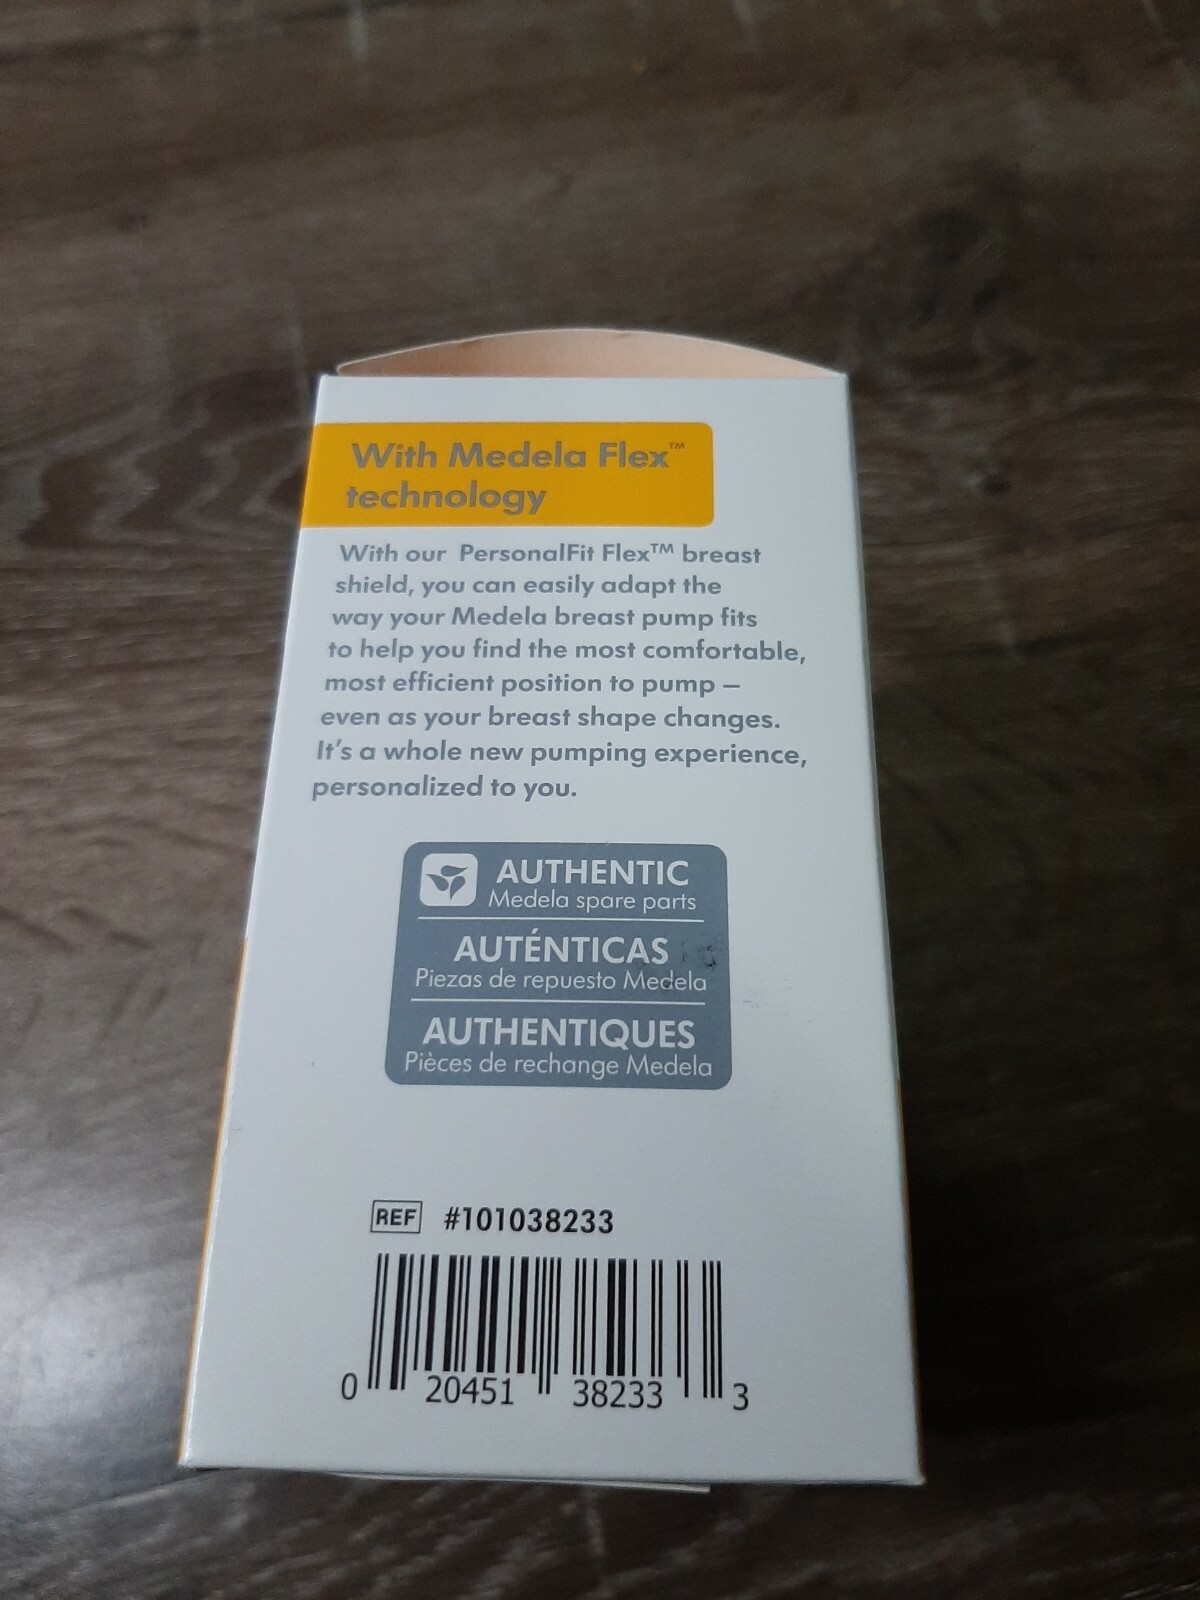 With Medela Flex™
technology
With our PersonalFit Flex™ breast
shield, you can easily adapt the
way your Medela breast pump fits
to help you find the most comfortable,
most efficient position to pump –
even as your breast shape changes.
It's a whole new pumping experience,
personalized to you.
AUTHENTIC
Medela spare parts
AUTÉNTICAS
Piezas de repuesto Medela
AUTHENTIQUES
Pièces de rechange Medela
REF #101038233
0 20451 38233 3